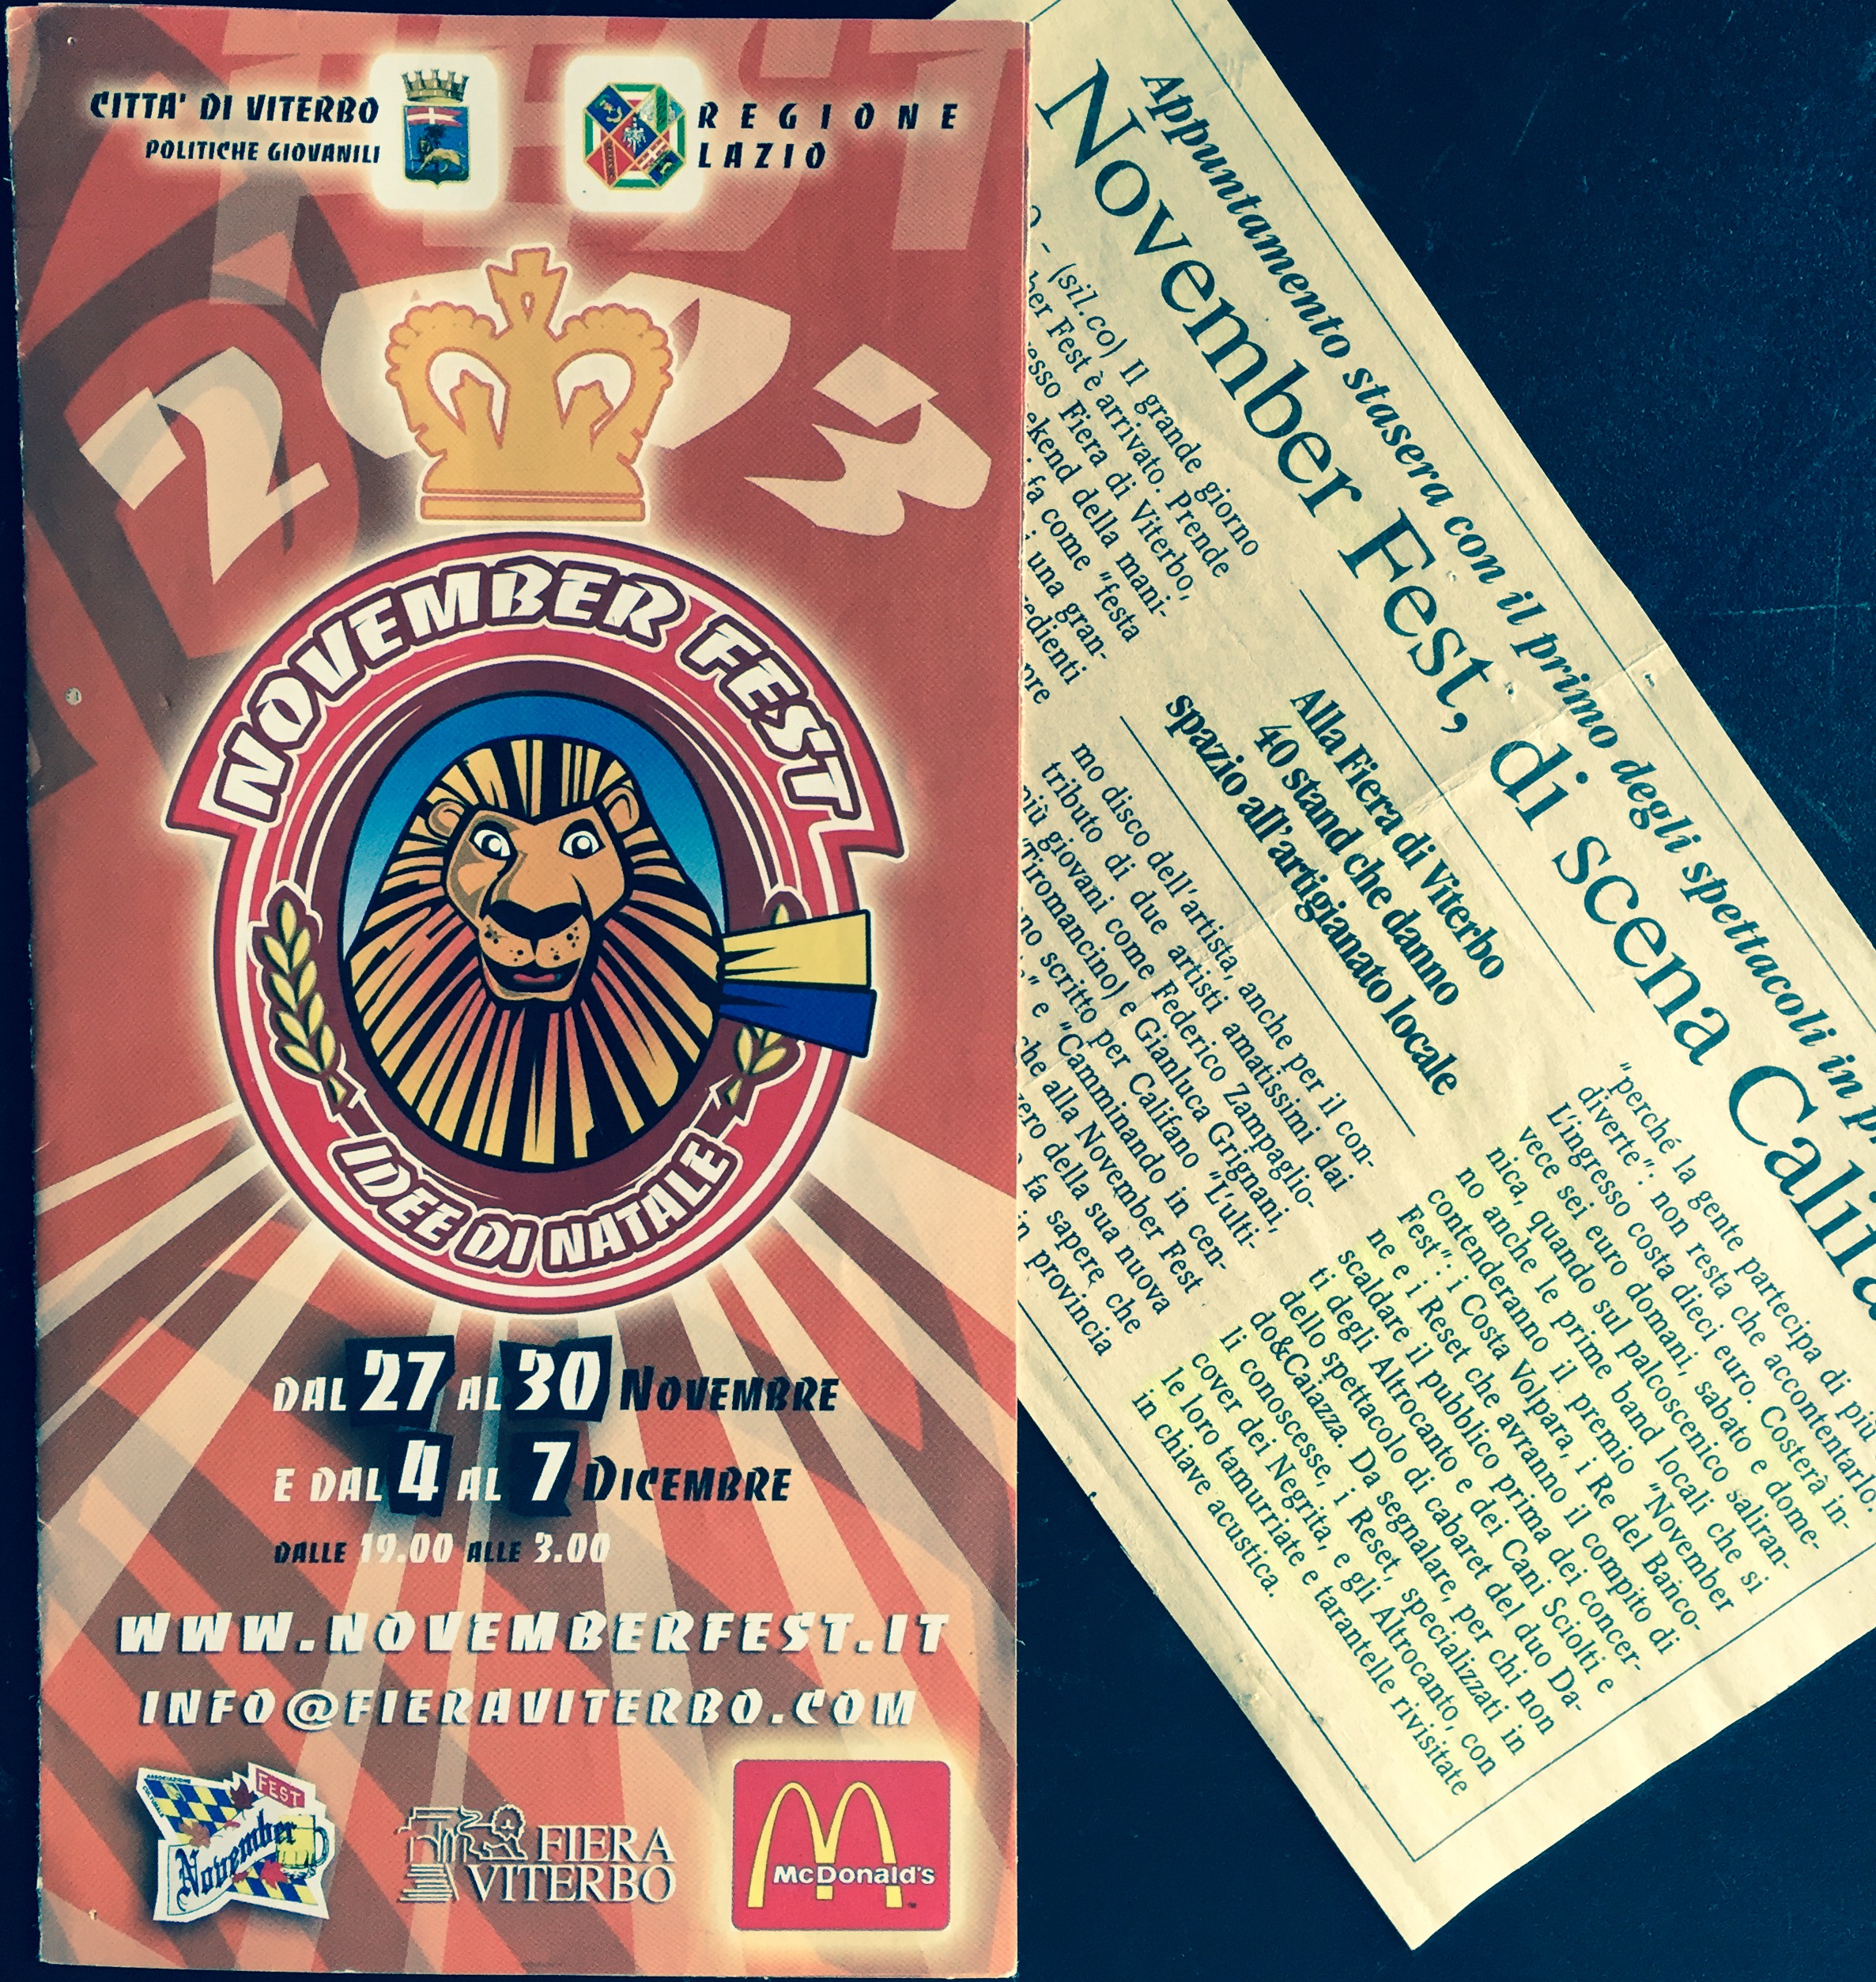 FEST
CITTA' DI VITERBO
POLITICHE GIOVANILI
REGIONE
LAZIO
2003
NOVEMBER FEST
IDEE DI NATALE
DAL 27 AL 30 NOVEMBRE
E DAL 4 AL 7 DICEMBRE
DALLE 19.00 ALLE 3.00
WWW.NOVEMBERFEST.IT
INFO@FIERAVITERBO.COM
ASSOCIAZIONE
FEST
November
FIERA
VITERBO
McDonald's
Appuntamento stasera con il primo degli spettacoli in
November Fest, di scena
- (sil.co) Il grande giorno
Fest è arrivato. Prende
Fiera di Viterbo,
della mani-
fa come "festa
una gran-
Alla Fiera di Viterbo
40 stand che danno
spazio all'artigianato locale
mo disco dell'artista, anche per il con-
tributo di due artisti amatissimi dai
più giovani come Federico Zampaglio-
(Tiromancino) e Gianluca Grignani,
scritto per Califano "L'ulti-
" e "Camminando in cen-
che alla November Fest
della sua nuova
fa sapere che
in provincia
"perché la gente partecipa di più
diverte": non resta che accontentarlo.
L'ingresso costa dieci euro. Costerà in-
vece sei euro domani, sabato e dome-
nica, quando sul palcoscenico saliran-
no anche le prime band locali che si
contenderanno il premio "November
Fest": i Costa Volpara, i Re del Banco-
ne e i Reset che avranno il compito di
scaldare il pubblico prima dei concer-
ti degli Altrocanto e dei Cani Sciolti e
dello spettacolo di cabaret del duo Da-
do&Caiazza. Da segnalare, per chi non
li conoscesse, i Reset, specializzati in
cover dei Negrita, e gli Altrocanto, con
le loro tamurriate e tarantelle rivisitate
in chiave acustica.